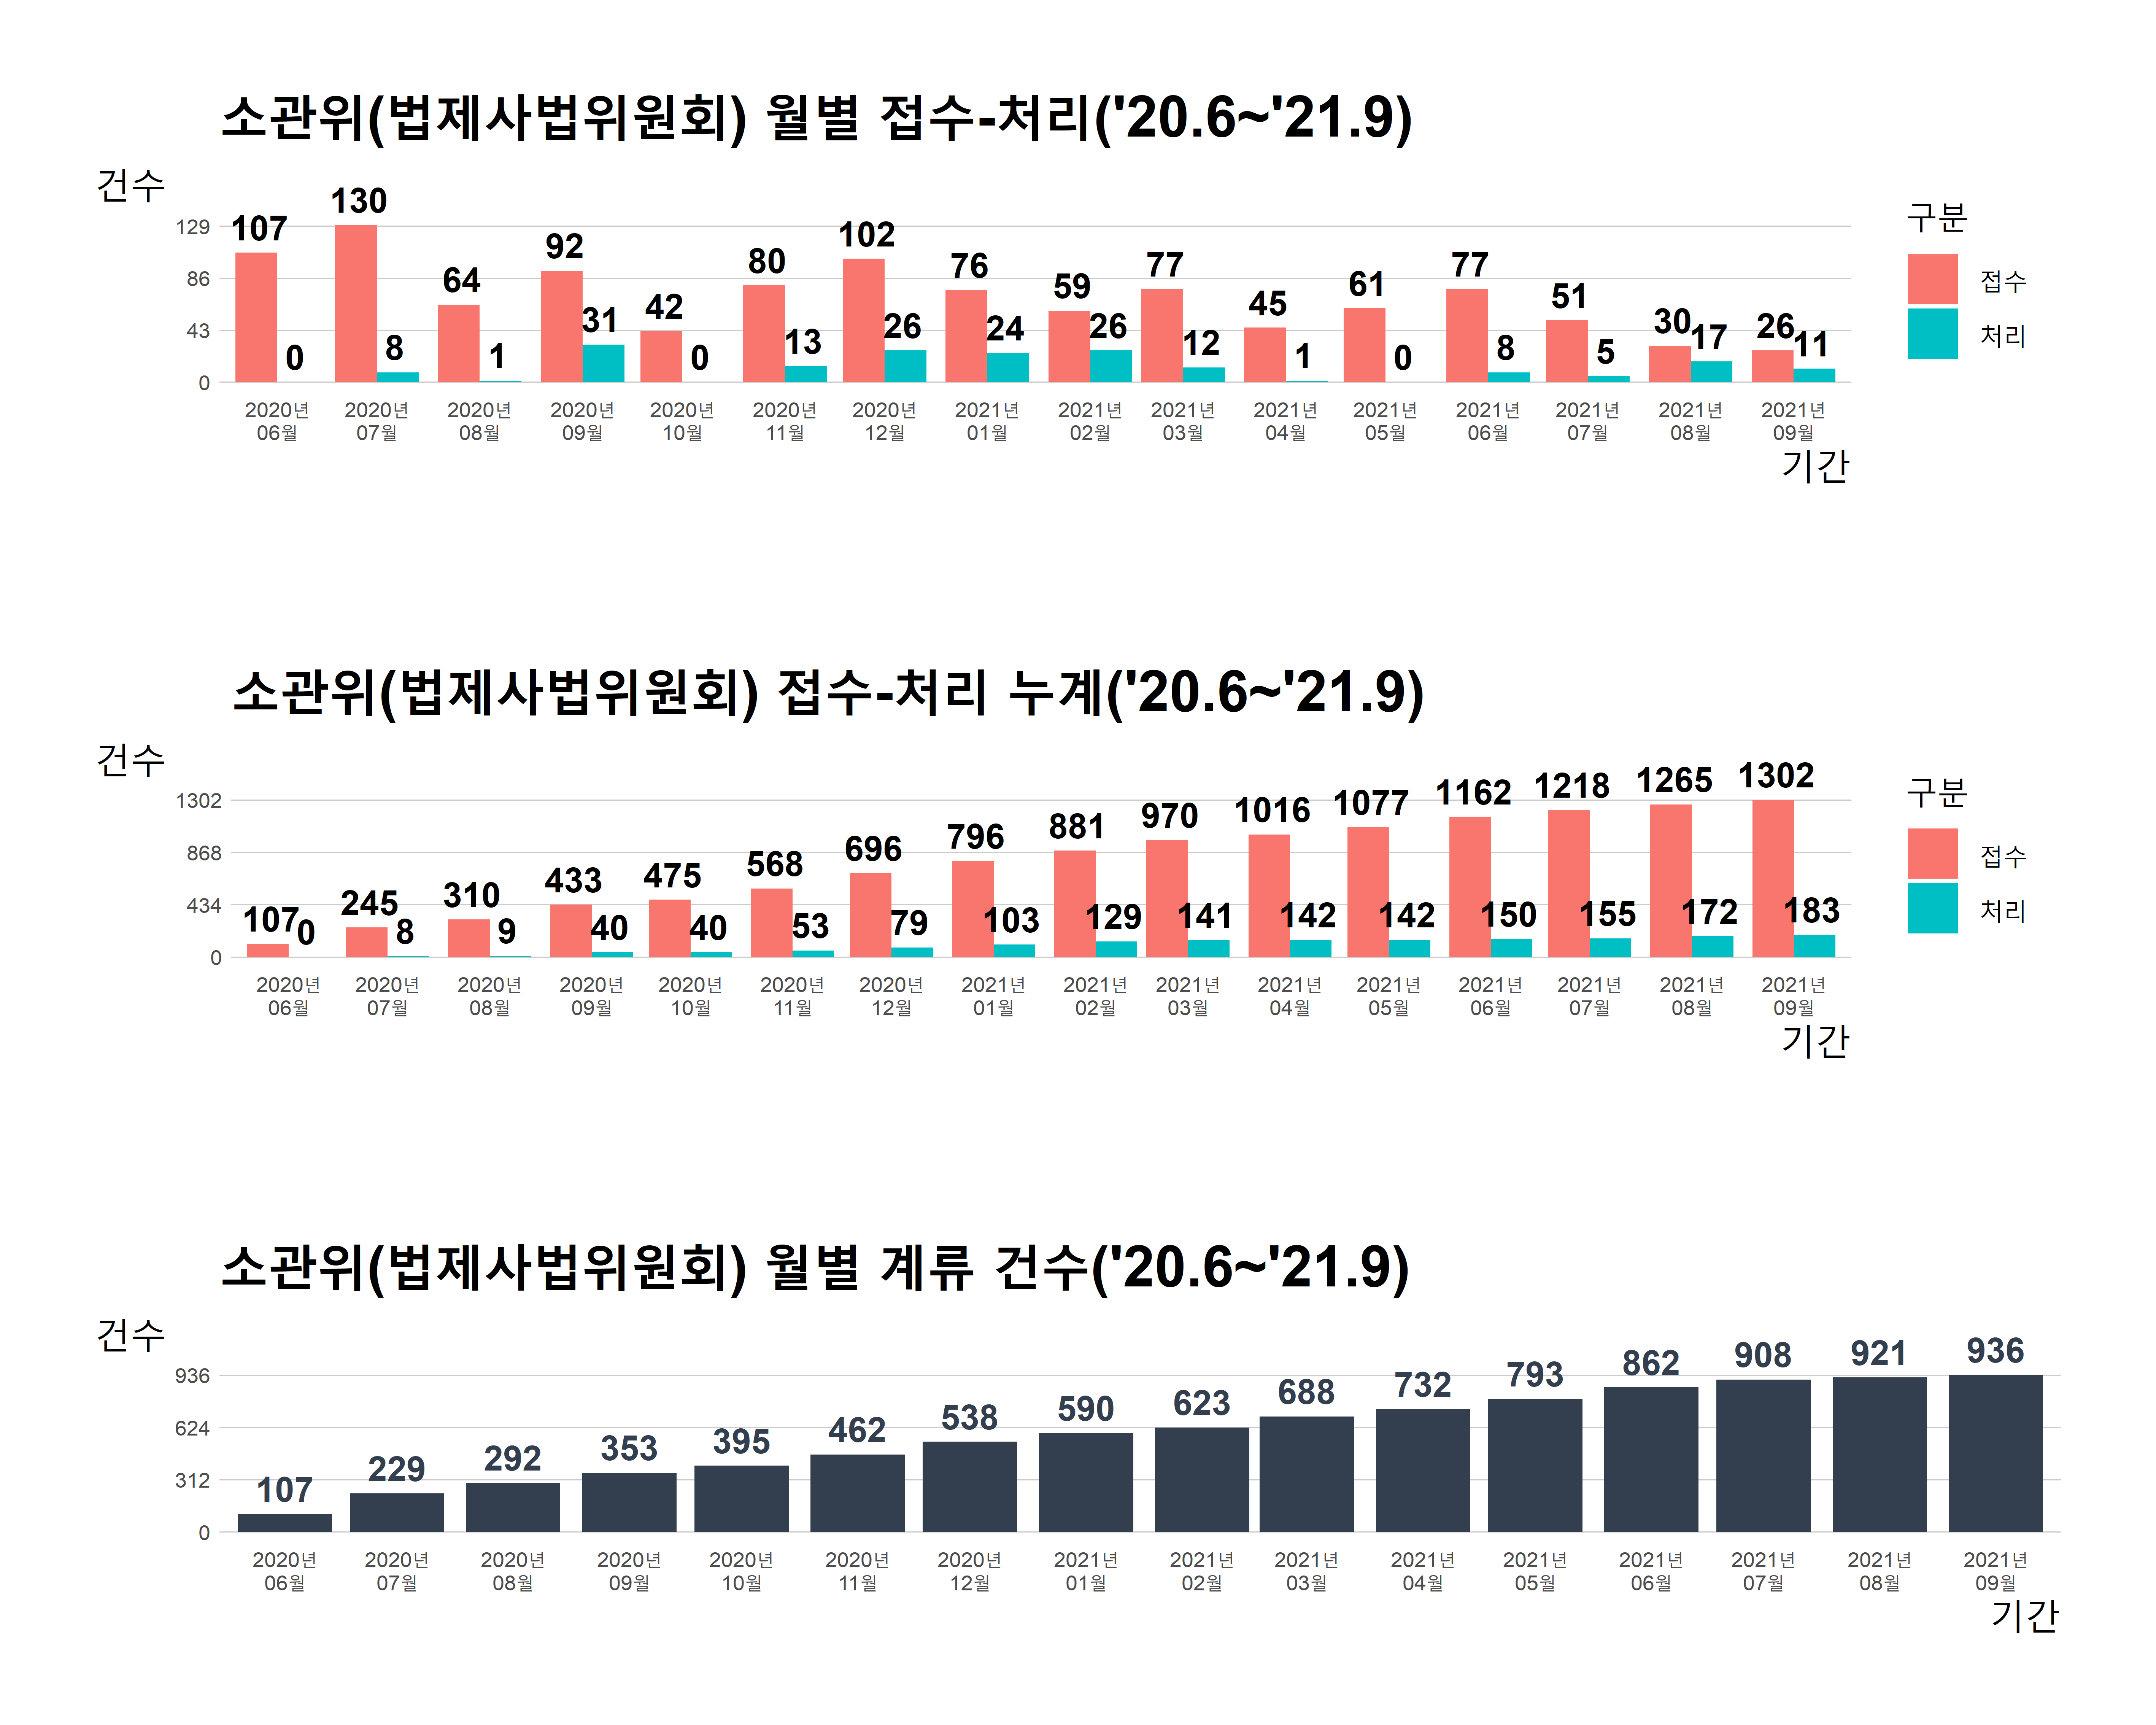 소관위(법제사법위원회) 월별 접수-처리('20.6~'21.9)
건수
129
86
43
0
107 0 130 8 64 1 92 31 42 0 80 13 102 26 76 24 59 26 77 12 45 1 61 0 77 8 51 5 30 17 26 11
2020년 2020년 2020년 2020년 2020년 2020년 2020년 2021년 2021년 2021년 2021년 2021년 2021년 2021년 2021년 2021년
06월 07월 08월 09월 10월 11월 12월 01월 02월 03월 04월 05월 06월 07월 08월 09월
기간
구분
접수
처리
소관위(법제사법위원회) 접수-처리 누계('20.6~'21.9)
건수
1302
868
434
0
107 0 245 8 310 9 433 40 475 40 568 53 696 79 796 103 881 129 970 141 1016 142 1077 142 1162 150 1218 155 1265 172 1302 183
2020년 2020년 2020년 2020년 2020년 2020년 2020년 2021년 2021년 2021년 2021년 2021년 2021년 2021년 2021년 2021년
06월 07월 08월 09월 10월 11월 12월 01월 02월 03월 04월 05월 06월 07월 08월 09월
기간
구분
접수
처리
소관위(법제사법위원회) 월별 계류 건수('20.6~'21.9)
건수
936
624
312
0
107 229 292 353 395 462 538 590 623 688 732 793 862 908 921 936
2020년 2020년 2020년 2020년 2020년 2020년 2020년 2021년 2021년 2021년 2021년 2021년 2021년 2021년 2021년 2021년
06월 07월 08월 09월 10월 11월 12월 01월 02월 03월 04월 05월 06월 07월 08월 09월
기간